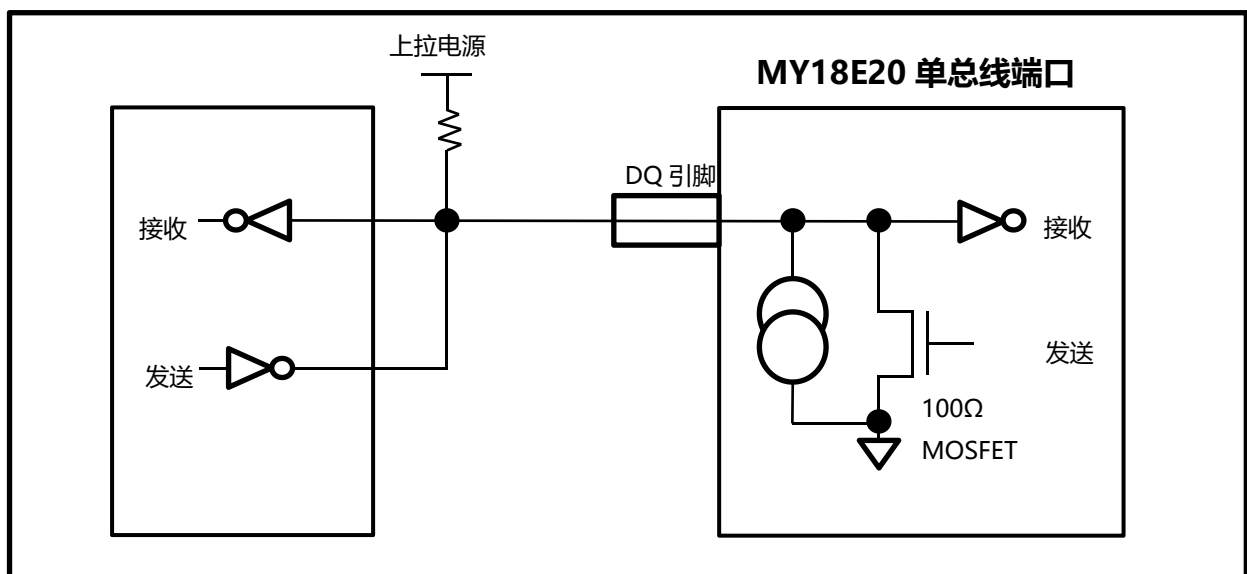 上拉电源
MY18E20 单总线端口
DQ 引脚
接收
接收
发送
发送
100Ω
MOSFET